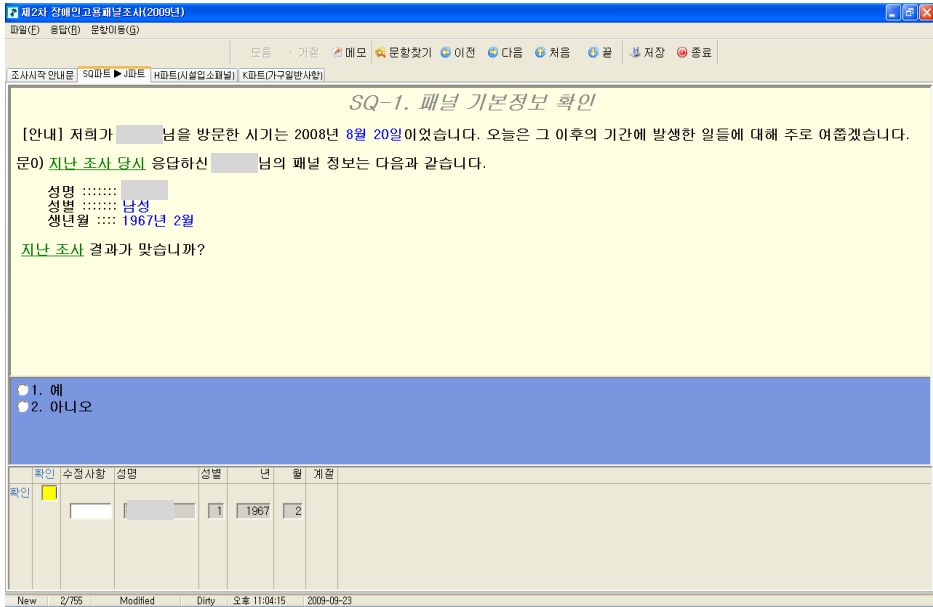 제2차 장애인고용패널조사(2009년)
파일(F) 응답(R) 문항이동(G)
모름 · 거절 메모 문항찾기 이전 다음 처음 끝 저장 종료
조사시작 안내문 SQ파트 ▶ J파트 H파트(시설입소패널) K파트(가구일반사항)
SQ-1. 패널 기본정보 확인
[안내] 저희가 님을 방문한 시기는 2008년 8월 20일이었습니다. 오늘은 그 이후의 기간에 발생한 일들에 대해 주로 여쭙겠습니다.
문0) 지난 조사 당시 응답하신 님의 패널 정보는 다음과 같습니다.
성명 :::::::
성별 ::::::: 남성
생년월 :::: 1967년 2월
지난 조사 결과가 맞습니까?
1. 예
2. 아니오
확인 수정사항 성명 성별 년 월 계절
확인
1 1967 2
New 2/755 Modified Dirty 오후 11:04:15 2009-09-23